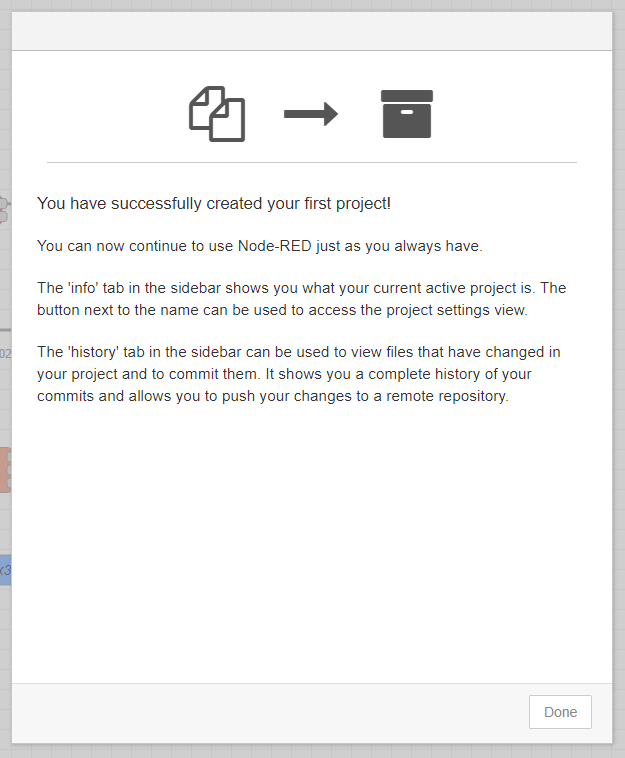 You have successfully created your first project!
You can now continue to use Node-RED just as you always have.
The 'info' tab in the sidebar shows you what your current active project is. The
button next to the name can be used to access the project settings view.
The 'history' tab in the sidebar can be used to view files that have changed in
your project and to commit them. It shows you a complete history of your
commits and allows you to push your changes to a remote repository.
02
x3
Done